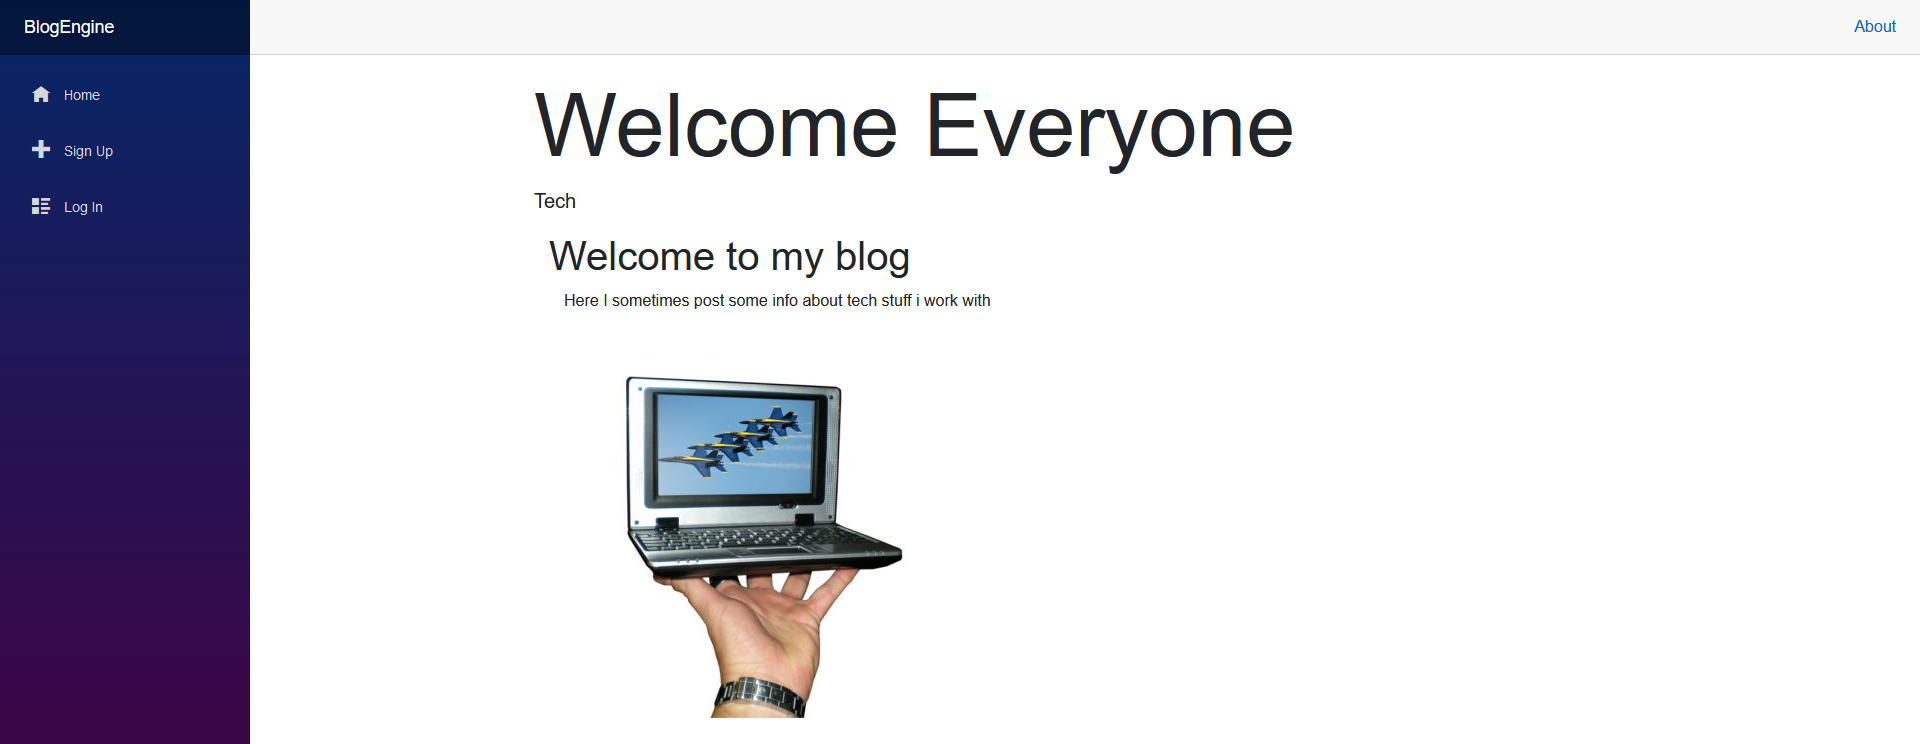 BlogEngine
About
Home
Sign Up
Log In
Welcome Everyone
Tech
Welcome to my blog
Here I sometimes post some info about tech stuff i work with